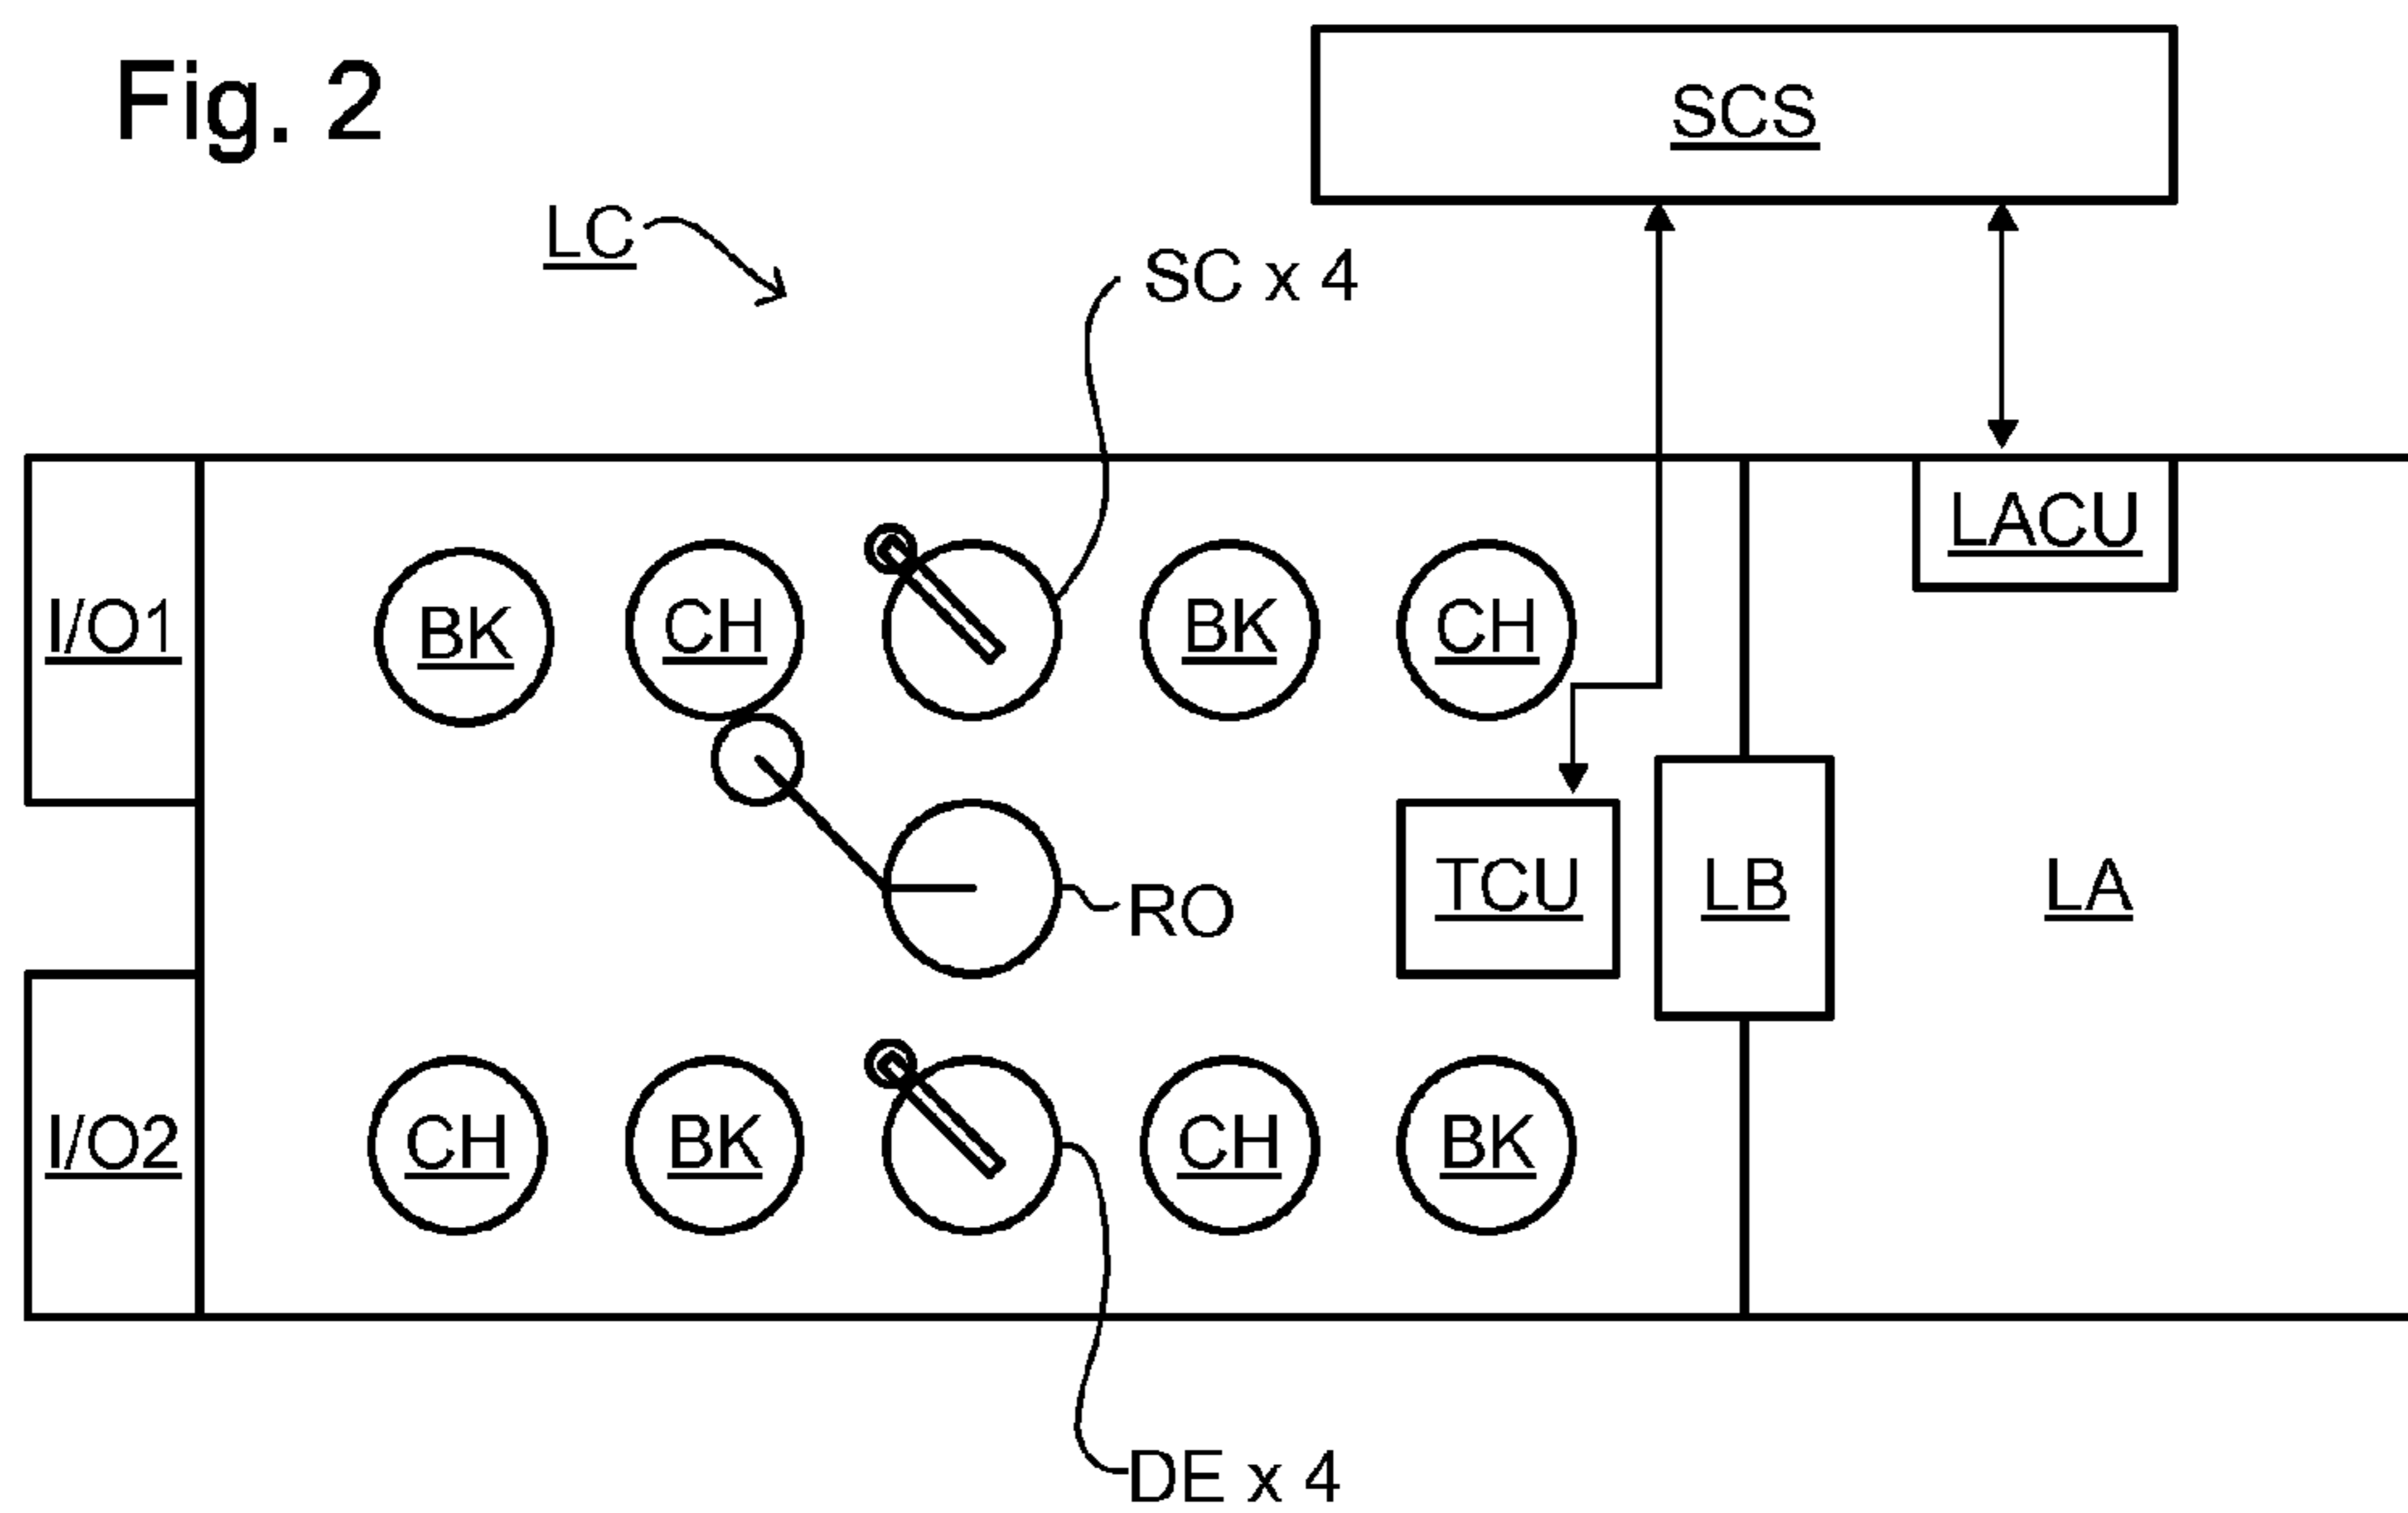 Fig. 2
SCS
LC
SC x 4
LACU
I/O1
BK
CH
BK
CH
RO
TCU
LB
LA
I/O2
CH
BK
CH
BK
DE x 4